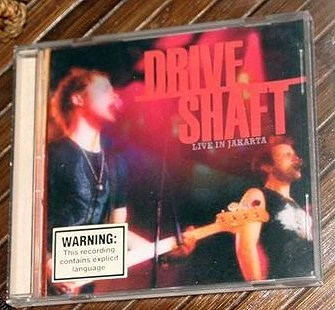 DRIVE
SHAFT
LIVE IN JAKARTA
WARNING:
This recording
contains explicit
language